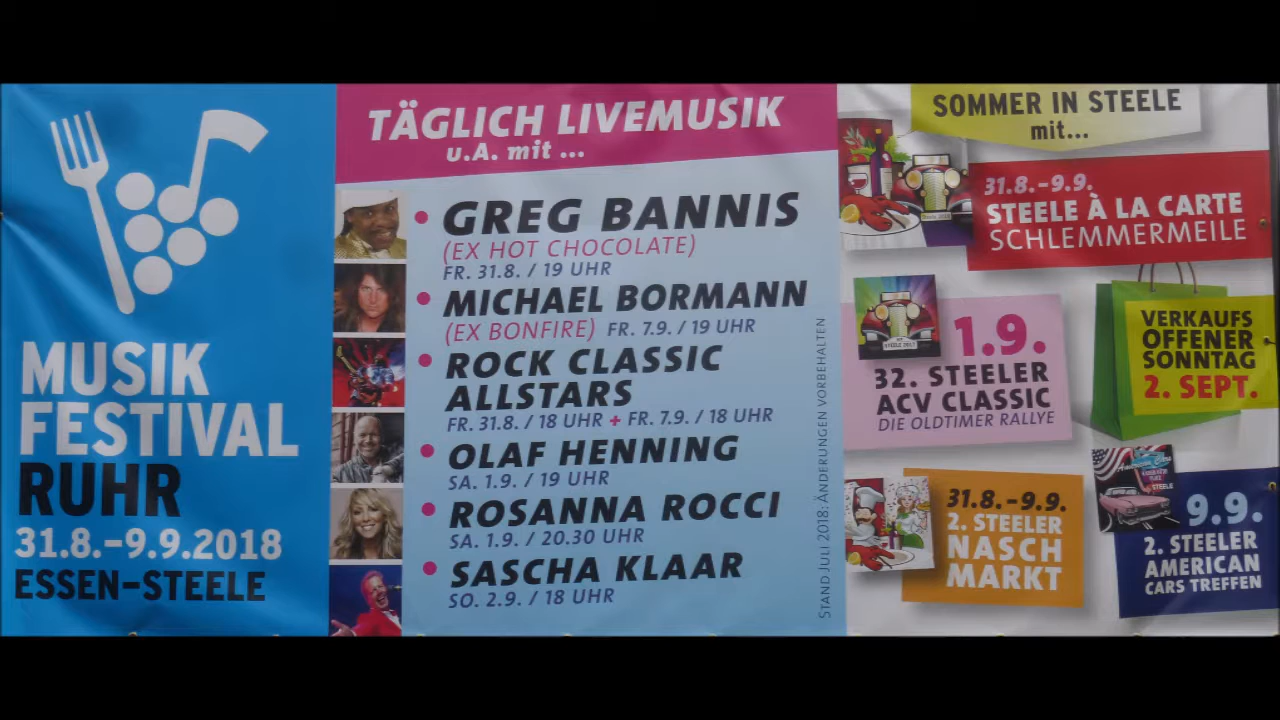 MUSIK
FESTIVAL
RUHR
31.8.-9.9.2018
ESSEN-STEELE
TÄGLICH LIVEMUSIK
u.A. mit ...
• GREG BANNIS
(EX HOT CHOCOLATE)
FR. 31.8. / 19 UHR
• MICHAEL BORMANN
(EX BONFIRE) FR. 7.9. / 19 UHR
• ROCK CLASSIC
ALLSTARS
FR. 31.8. / 18 UHR + FR. 7.9. / 18 UHR
• OLAF HENNING
SA. 1.9. / 19 UHR
• ROSANNA ROCCI
SA. 1.9. / 20.30 UHR
• SASCHA KLAAR
SO. 2.9. / 18 UHR
STAND JULI 2018: ÄNDERUNGEN VORBEHALTEN
SOMMER IN STEELE
mit...
31.8.-9.9.
STEELE À LA CARTE
SCHLEMMERMEILE
1.9.
32. STEELER
ACV CLASSIC
DIE OLDTIMER RALLYE
VERKAUFS
OFFENER
SONNTAG
2. SEPT.
31.8.-9.9.
2. STEELER
NASCH
MARKT
9.9.
2. STEELER
AMERICAN
CARS TREFFEN